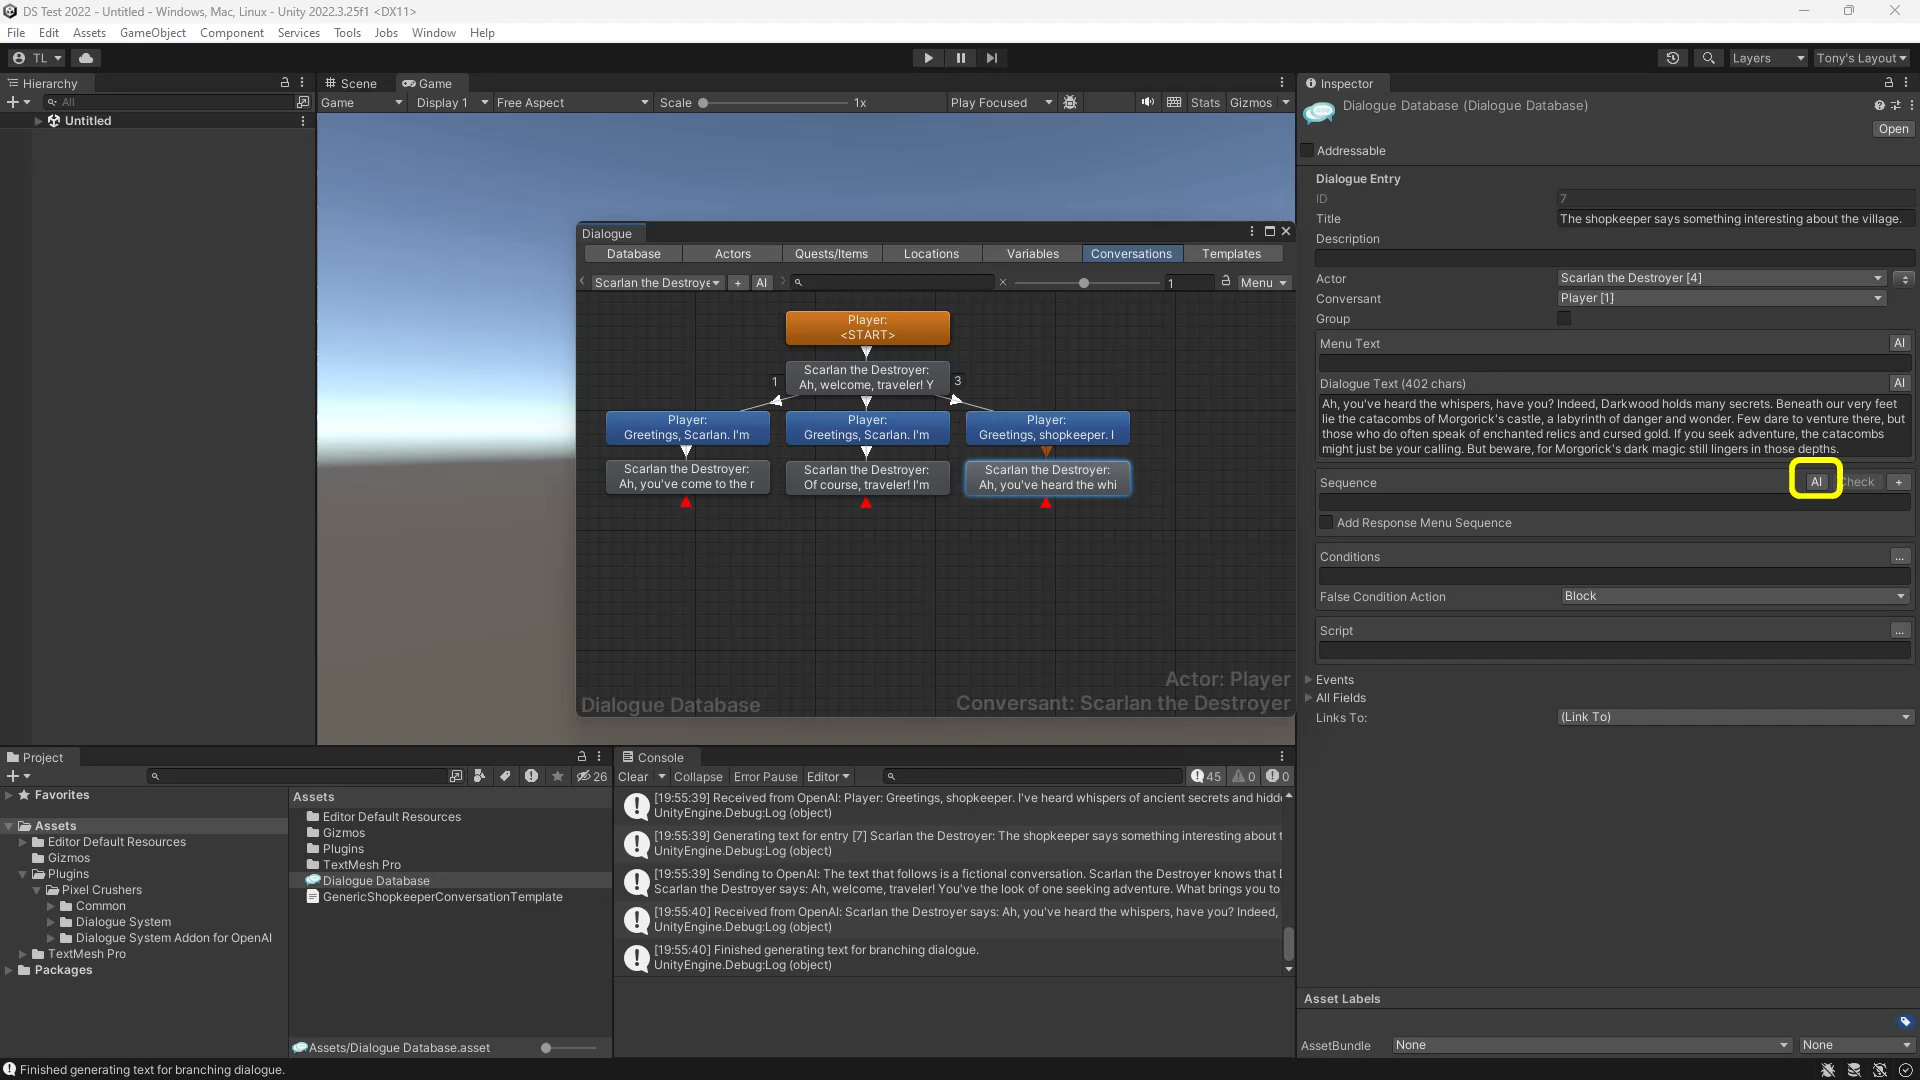 DS Test 2022 - Untitled - Windows, Mac, Linux - Unity 2022.3.25f1 <DX11>
File Edit Assets GameObject Component Services Tools Jobs Window Help
TL Layers Tony's Layout
Hierarchy
All
Untitled
Scene Game
Game Display 1 Free Aspect Scale 1x Play Focused Stats Gizmos
Dialogue
Database Actors Quests/Items Locations Variables Conversations Templates
Scarlan the Destroye + AI 1 Menu
Player:
<START>
Scarlan the Destroyer:
Ah, welcome, traveler! Y
1
3
Player:
Greetings, Scarlan. I'm
Player:
Greetings, Scarlan. I'm
Player:
Greetings, shopkeeper. I
Scarlan the Destroyer:
Ah, you've come to the r
Scarlan the Destroyer:
Of course, traveler! I'm
Scarlan the Destroyer:
Ah, you've heard the whi
Actor: Player
Dialogue Database
Conversant: Scarlan the Destroyer
Inspector
Dialogue Database (Dialogue Database)
Open
Addressable
Dialogue Entry
ID 7
Title The shopkeeper says something interesting about the village.
Description
Actor Scarlan the Destroyer [4]
Conversant Player [1]
Group
Menu Text AI
Dialogue Text (402 chars) AI
Ah, you've heard the whispers, have you? Indeed, Darkwood holds many secrets. Beneath our very feet
lie the catacombs of Morgorick's castle, a labyrinth of danger and wonder. Few dare to venture there, but
those who do often speak of enchanted relics and cursed gold. If you seek adventure, the catacombs
might just be your calling. But beware, for Morgorick's dark magic still lingers in those depths.
Sequence AI heck +
Add Response Menu Sequence
Conditions ...
False Condition Action Block
Script ...
Events
All Fields
Links To: (Link To)
Asset Labels
AssetBundle None None
Project
26
Favorites
Assets
Editor Default Resources
Gizmos
Plugins
Pixel Crushers
Common
Dialogue System
Dialogue System Addon for OpenAI
TextMesh Pro
Packages
Assets
Editor Default Resources
Gizmos
Plugins
TextMesh Pro
Dialogue Database
GenericShopkeeperConversationTemplate
Assets/Dialogue Database.asset
Console
Clear Collapse Error Pause Editor 45 0 0
[19:55:39] Received from OpenAI: Player: Greetings, shopkeeper. I've heard whispers of ancient secrets and hidd
UnityEngine.Debug:Log (object)
[19:55:39] Generating text for entry [7] Scarlan the Destroyer: The shopkeeper says something interesting about
UnityEngine.Debug:Log (object)
[19:55:39] Sending to OpenAI: The text that follows is a fictional conversation. Scarlan the Destroyer knows that
Scarlan the Destroyer says: Ah, welcome, traveler! You've the look of one seeking adventure. What brings you to
[19:55:40] Received from OpenAI: Scarlan the Destroyer says: Ah, you've heard the whispers, have you? Indeed,
UnityEngine.Debug:Log (object)
[19:55:40] Finished generating text for branching dialogue.
UnityEngine.Debug:Log (object)
Finished generating text for branching dialogue.